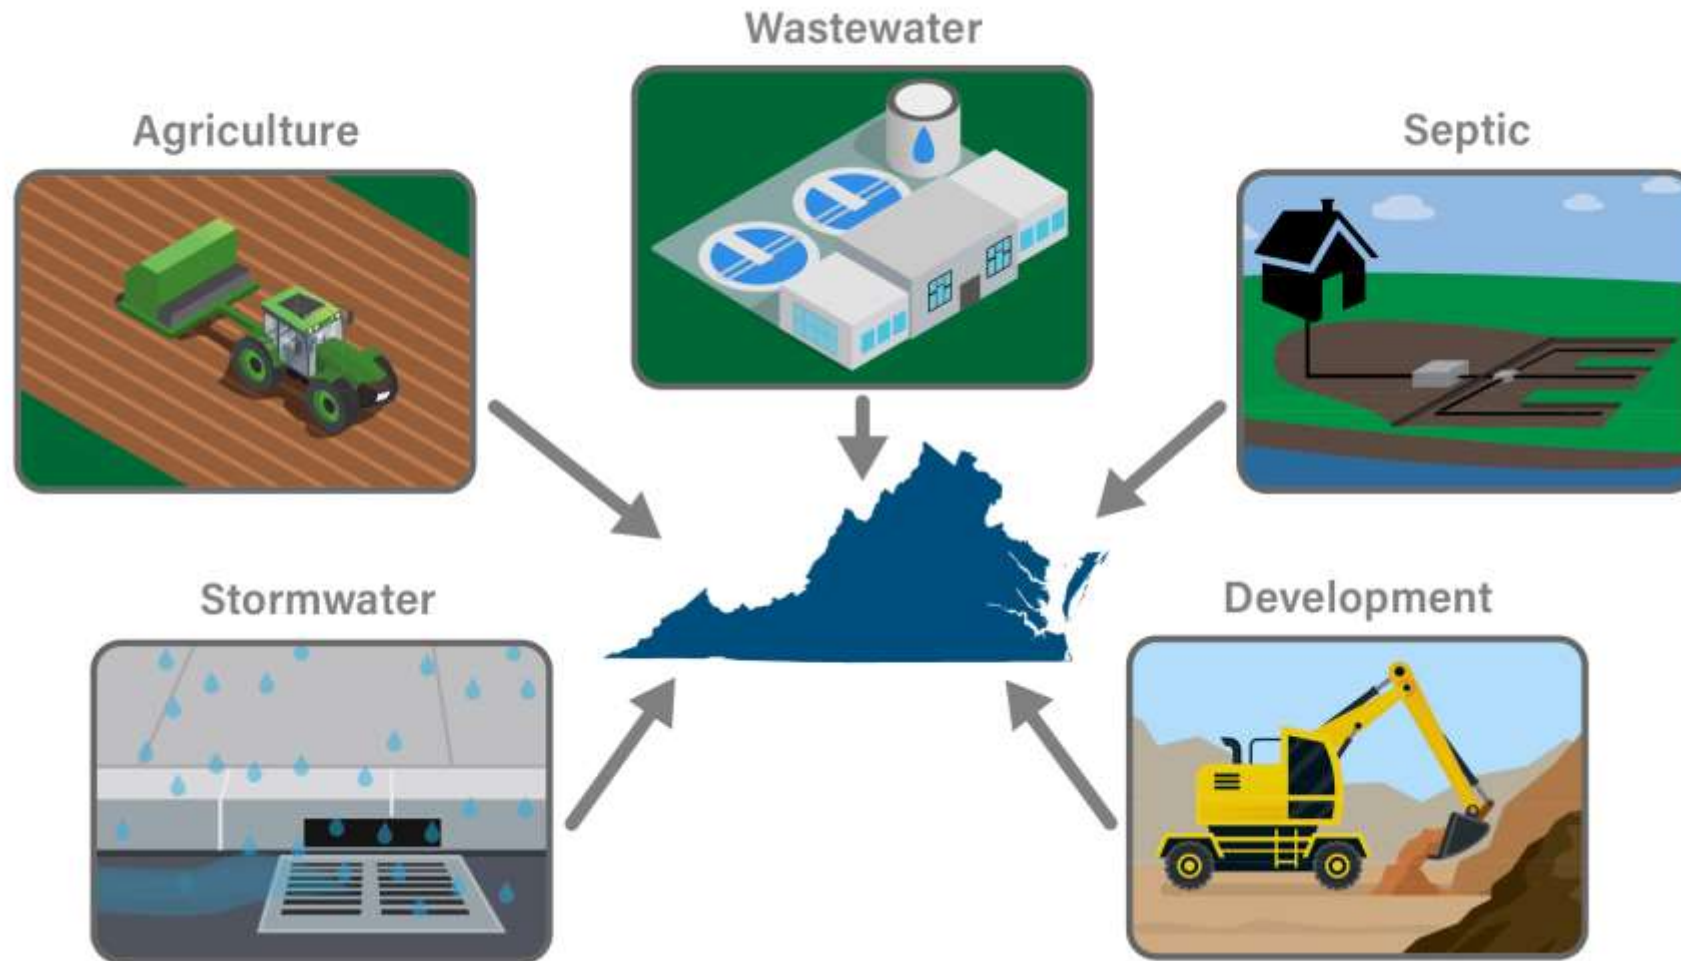 Wastewater
Agriculture
Septic
Stormwater
Development